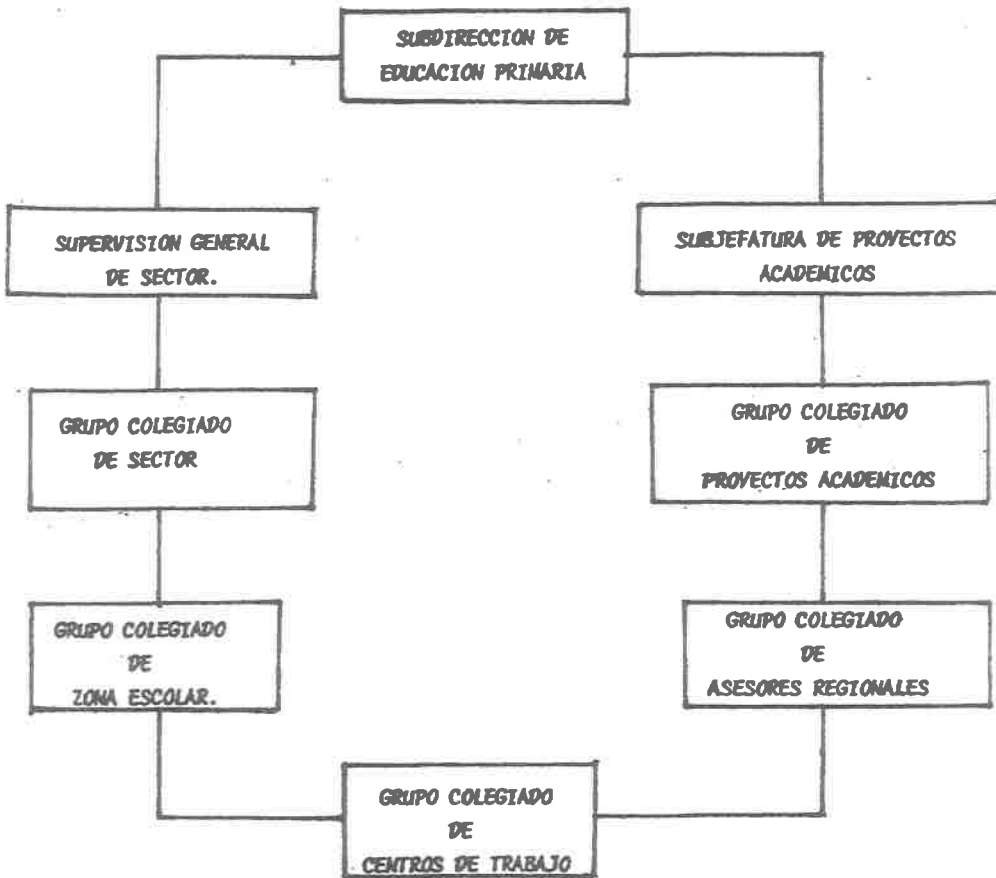 SUBDIRECCION DE
EDUCACION PRIMARIA
SUPERVISION GENERAL
DE SECTOR.
SUBJEFATURA DE PROYECTOS
ACADEMICOS
GRUPO COLEGIADO
DE SECTOR
GRUPO COLEGIADO
DE
PROYECTOS ACADEMICOS
GRUPO COLEGIADO
DE
ZONA ESCOLAR.
GRUPO COLEGIADO
DE
ASESORES REGIONALES
GRUPO COLEGIADO
DE
CENTROS DE TRABAJO